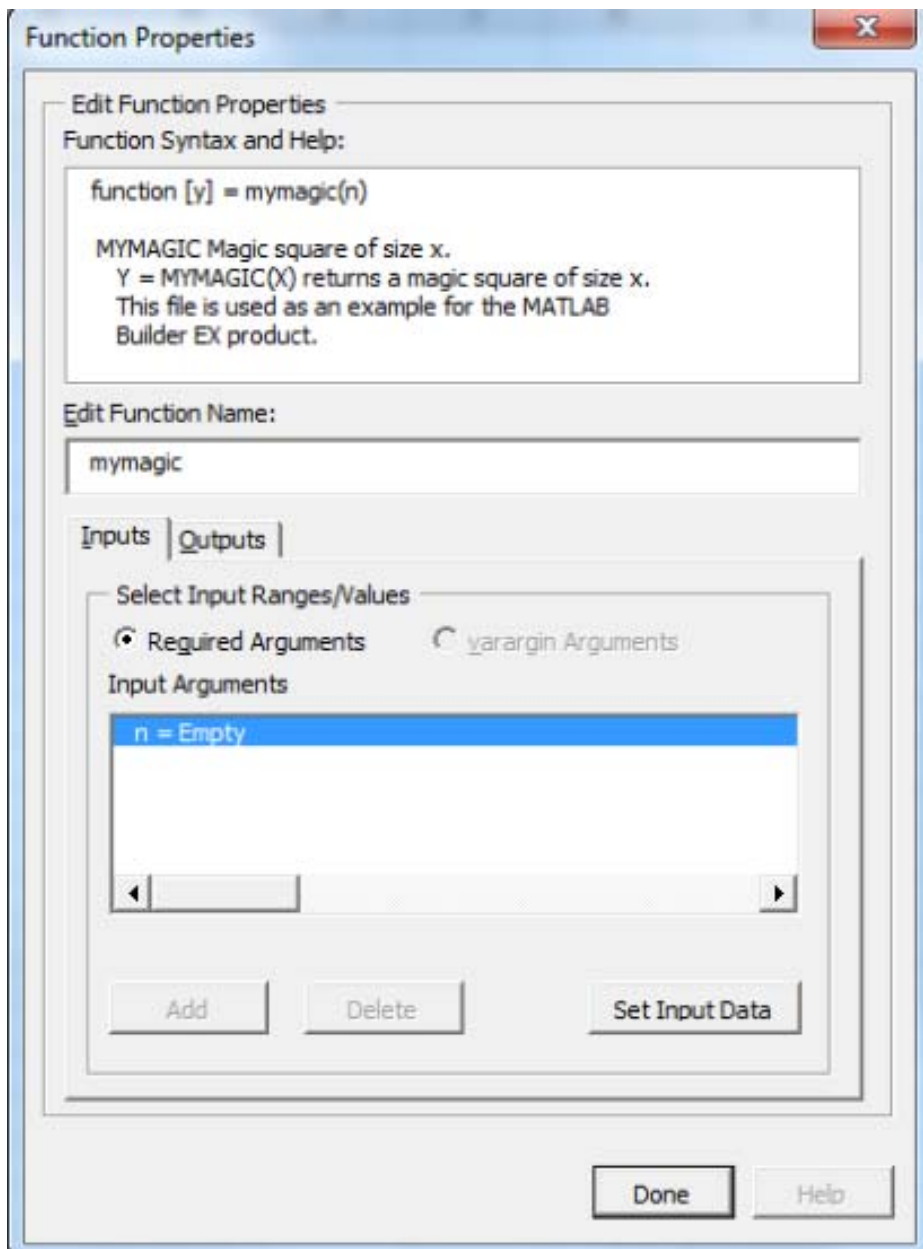 Function Properties
Edit Function Properties
Function Syntax and Help:
function [y] = mymagic(n)
MYMAGIC Magic square of size x.
Y = MYMAGIC(X) returns a magic square of size x.
This file is used as an example for the MATLAB
Builder EX product.
Edit Function Name:
mymagic
Inputs Outputs
Select Input Ranges/Values
Required Arguments varargin Arguments
Input Arguments
n = Empty
Add Delete Set Input Data
Done Help